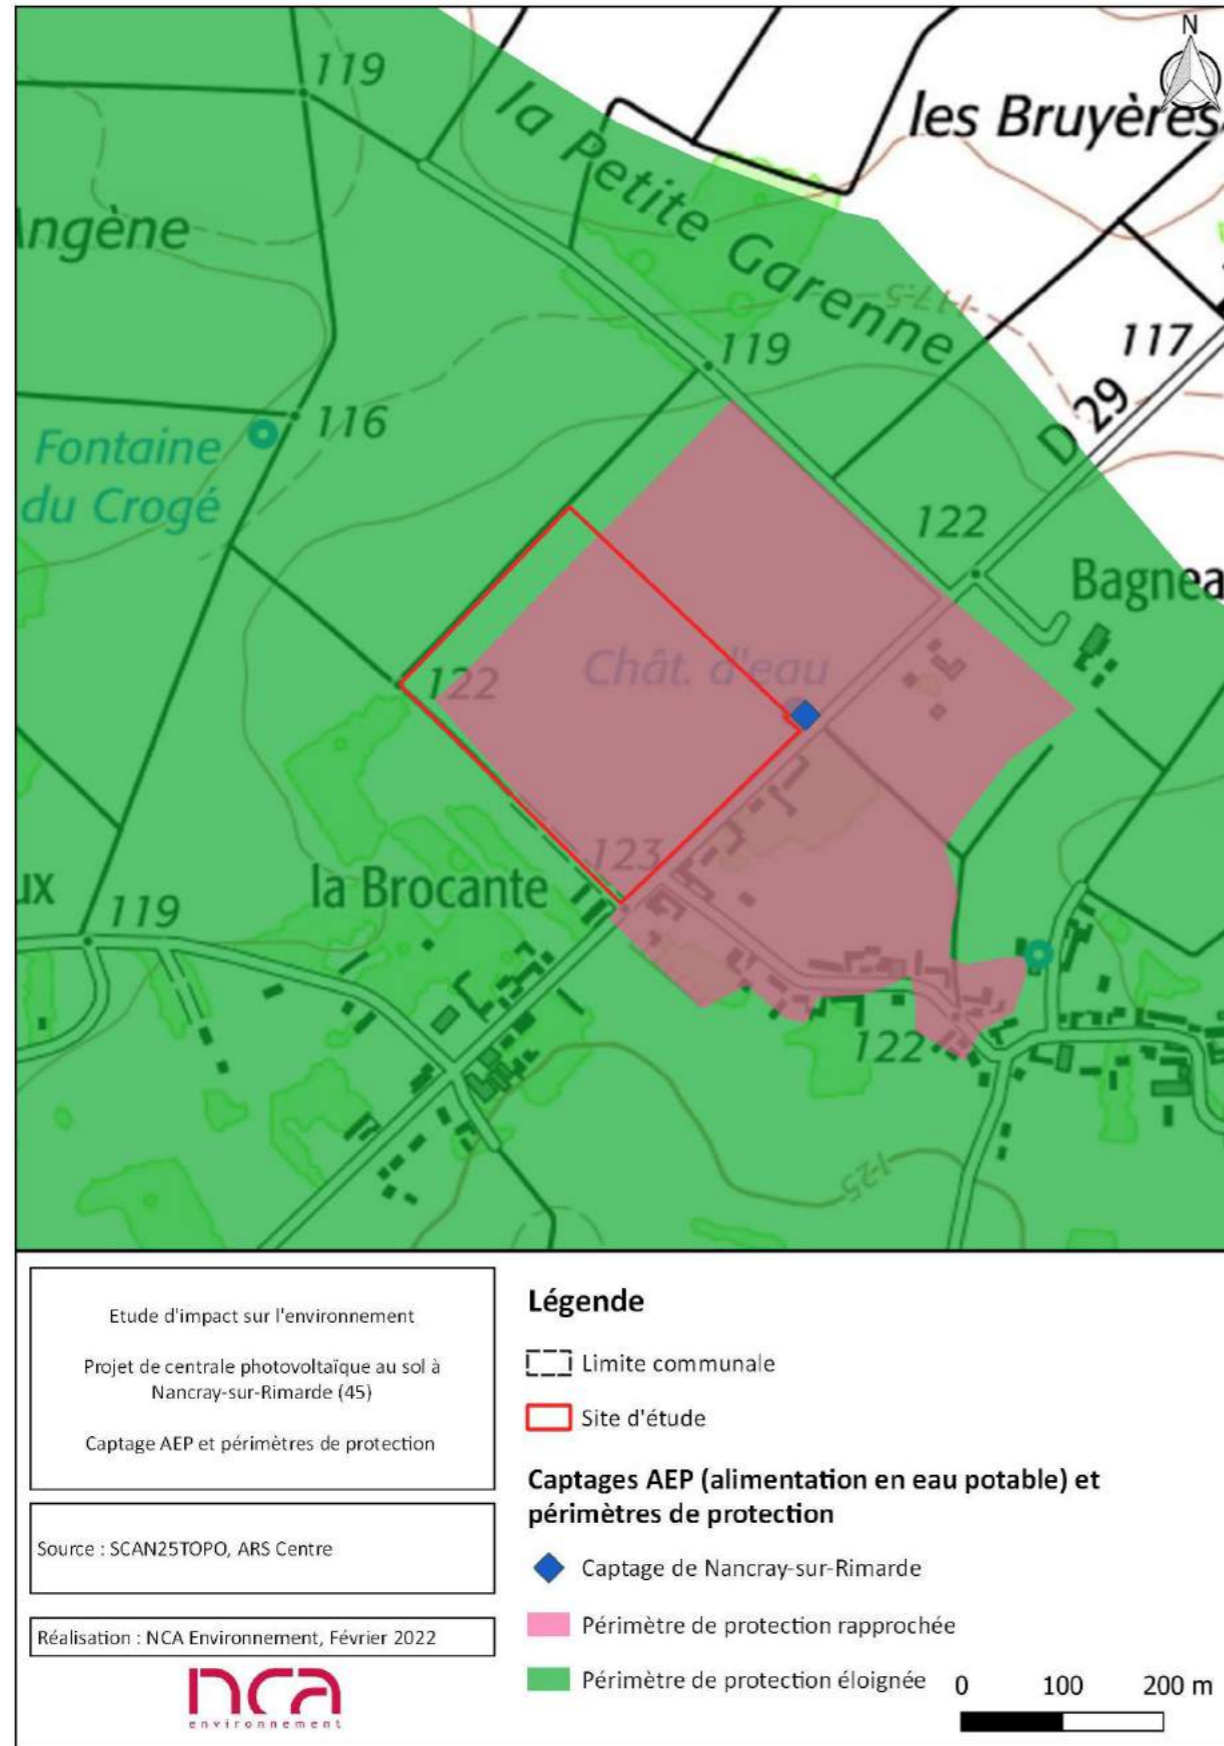 N
119
la Petite Garenne
les Bruyères
Angène
117,5
119
117
D 29
116
Fontaine
du Crogé
122
Bagnea
Chât. d'eau
122
123
la Brocante
ux
119
122
125
Etude d'impact sur l'environnement
Projet de centrale photovoltaïque au sol à
Nancray-sur-Rimarde (45)
Captage AEP et périmètres de protection
Source : SCAN25TOPO, ARS Centre
Réalisation : NCA Environnement, Février 2022
nca
environnement
Légende
Limite communale
Site d'étude
Captages AEP (alimentation en eau potable) et
périmètres de protection
Captage de Nancray-sur-Rimarde
Périmètre de protection rapprochée
Périmètre de protection éloignée
0 100 200 m